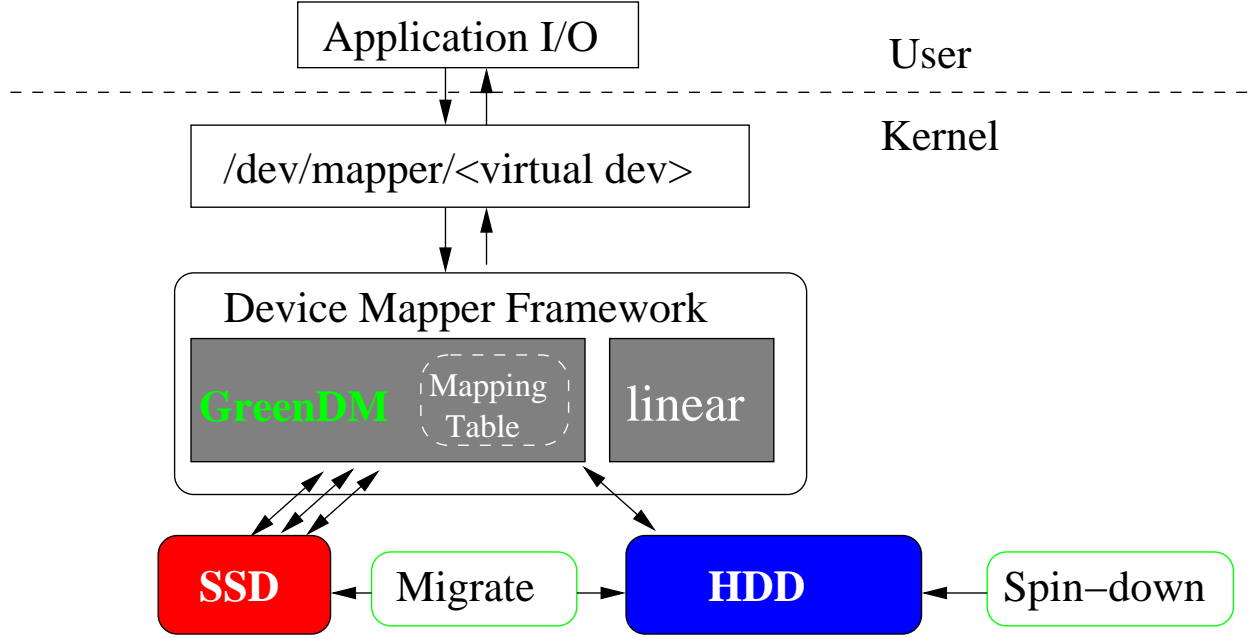 Application I/O
User
Kernel
/dev/mapper/<virtual dev>
Device Mapper Framework
GreenDM
Mapping
Table
linear
SSD
Migrate
HDD
Spin−down